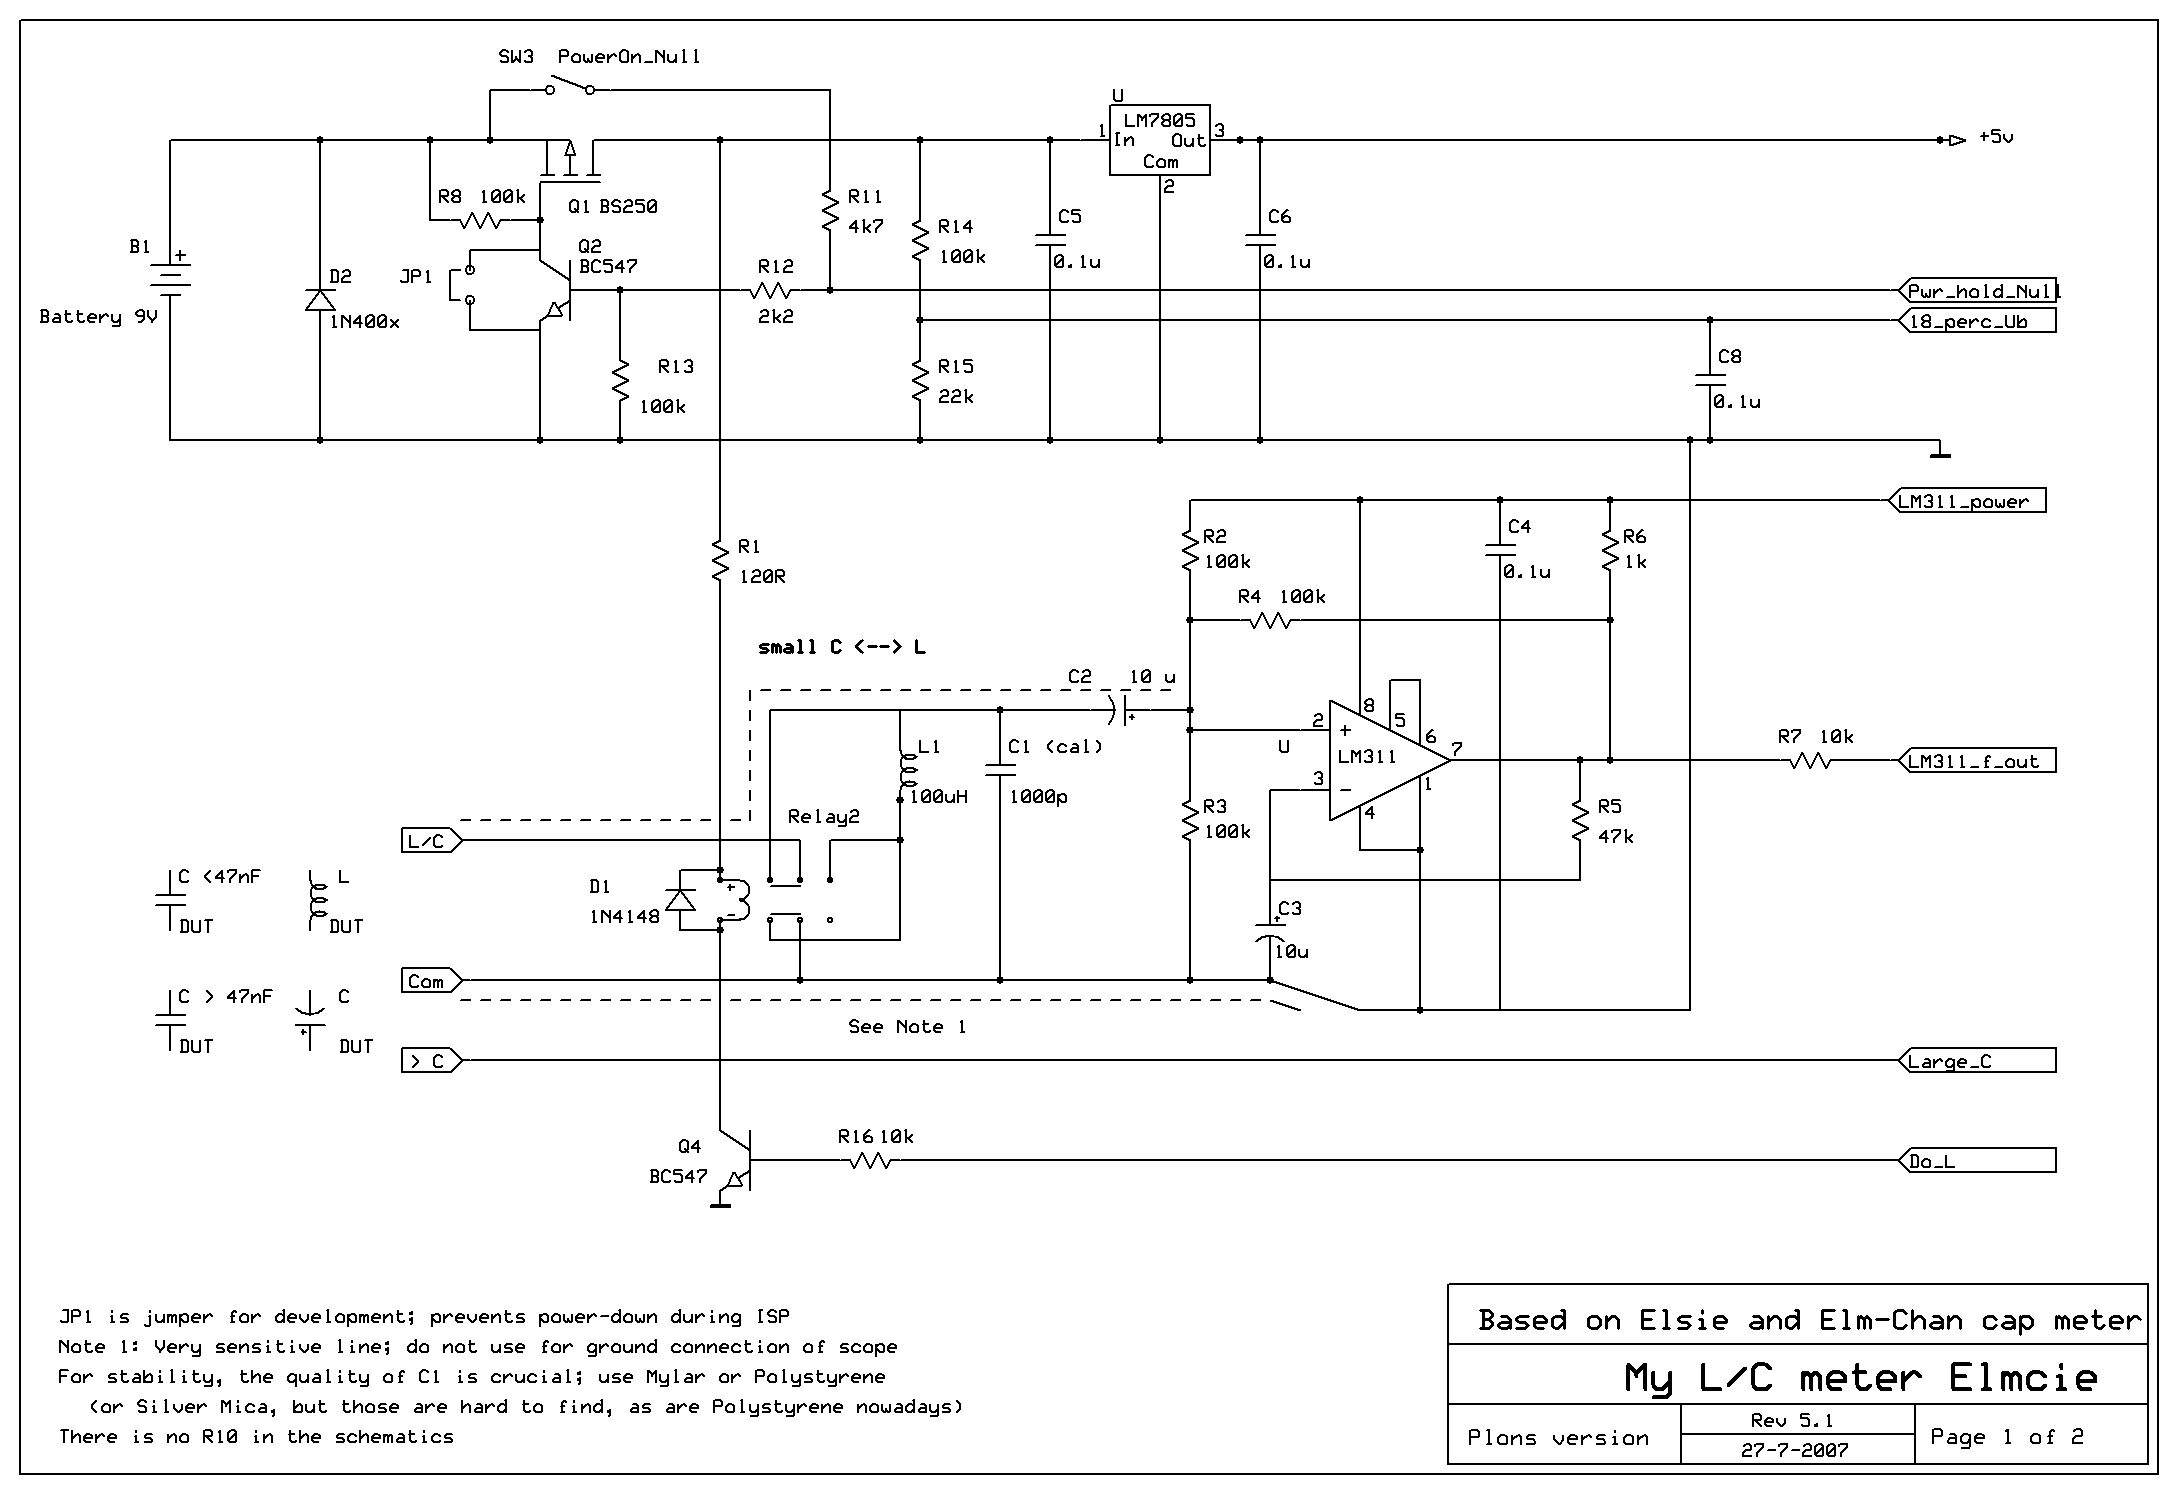 SW3 PowerOn_Null
U
LM7805
1 In Out 3
Com
2
+5v
R8 100k
Q1 BS250
R11
4k7
R14
100k
C5
0.1u
C6
0.1u
B1
+
Battery 9V
D2
1N400x
JP1
Q2
BC547
R12
2k2
Pwr_hold_Null
18_perc_Ub
R13
100k
R15
22k
C8
0.1u
LM311_power
R1
120R
R2
100k
C4
0.1u
R6
1k
R4 100k
small C <--> L
C2 10 u
+
L1
100uH
C1 (cal)
1000p
U
2 +
LM311
3 -
8
5
6
7
1
4
R7 10k
LM311_f_out
R3
100k
R5
47k
Relay2
L/C
C <47nF
DUT
L
DUT
D1
1N4148
+
-
C3
+
10u
Com
C > 47nF
DUT
C
+
DUT
See Note 1
> C
Large_C
Q4
BC547
R16 10k
Do_L
JP1 is jumper for development; prevents power-down during ISP
Note 1: Very sensitive line; do not use for ground connection of scope
For stability, the quality of C1 is crucial; use Mylar or Polystyrene
(or Silver Mica, but those are hard to find, as are Polystyrene nowadays)
There is no R10 in the schematics
Based on Elsie and Elm-Chan cap meter
My L/C meter Elmcie
Plons version
Rev 5.1
27-7-2007
Page 1 of 2